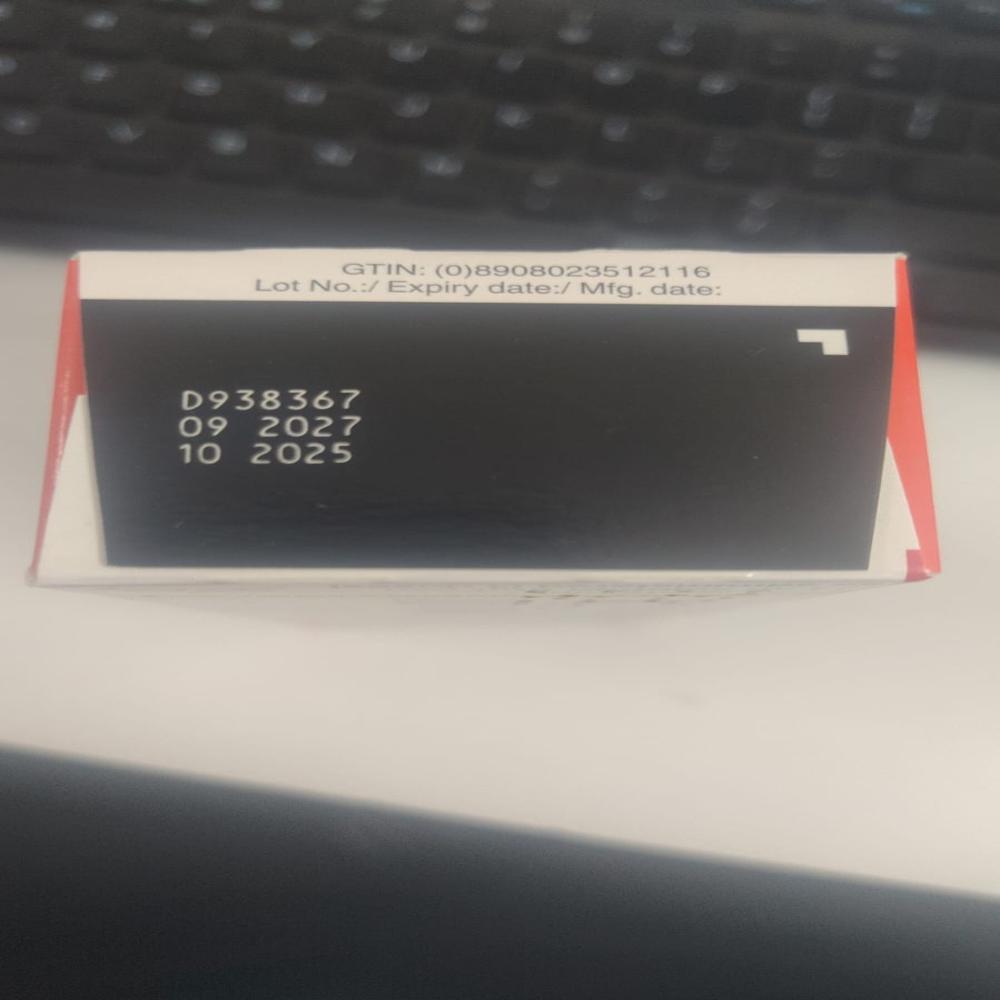 GTIN: (0)8908023512116
Lot No.:/ Expiry date:/ Mfg. date:
D938367
09 2027
10 2025